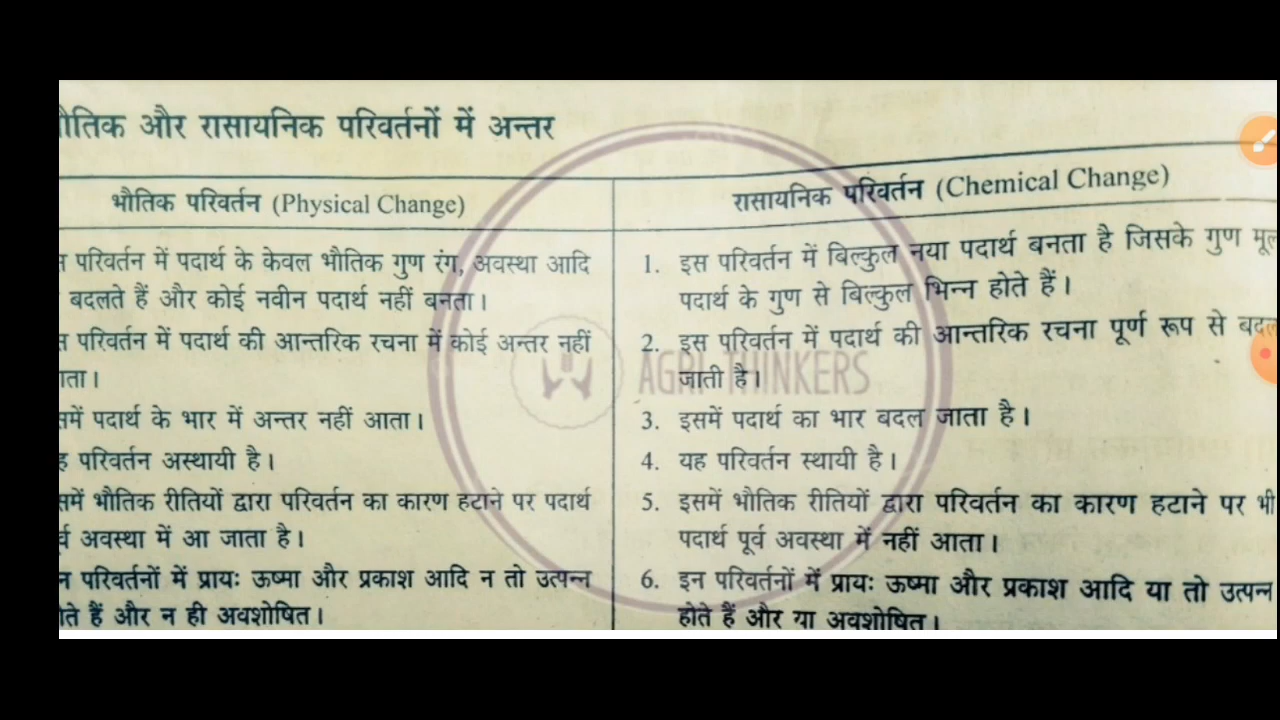 ौतिक और रासायनिक परिवर्तनों में अन्तर
भौतिक परिवर्तन (Physical Change)
परिवर्तन में पदार्थ के केवल भौतिक गुण रंग, अवस्था आदि
बदलते हैं और कोई नवीन पदार्थ नहीं बनता।
परिवर्तन में पदार्थ की आन्तरिक रचना में कोई अन्तर नहीं
ाता।
समें पदार्थ के भार में अन्तर नहीं आता।
ह परिवर्तन अस्थायी है।
समें भौतिक रीतियों द्वारा परिवर्तन का कारण हटाने पर पदार्थ
र्व अवस्था में आ जाता है।
न परिवर्तनों में प्रायः ऊष्मा और प्रकाश आदि न तो उत्पन्न
ोते हैं और न ही अवशोषित।
रासायनिक परिवर्तन (Chemical Change)
1. इस परिवर्तन में बिल्कुल नया पदार्थ बनता है जिसके गुण मूल
पदार्थ के गुण से बिल्कुल भिन्न होते हैं।
2. इस परिवर्तन में पदार्थ की आन्तरिक रचना पूर्ण रूप से बदल
जाती है।
3. इसमें पदार्थ का भार बदल जाता है।
4. यह परिवर्तन स्थायी है।
5. इसमें भौतिक रीतियों द्वारा परिवर्तन का कारण हटाने पर भी
पदार्थ पूर्व अवस्था में नहीं आता।
6. इन परिवर्तनों में प्रायः ऊष्मा और प्रकाश आदि या तो उत्पन्न
होते हैं और या अवशोषित।
AGRI THINKERS